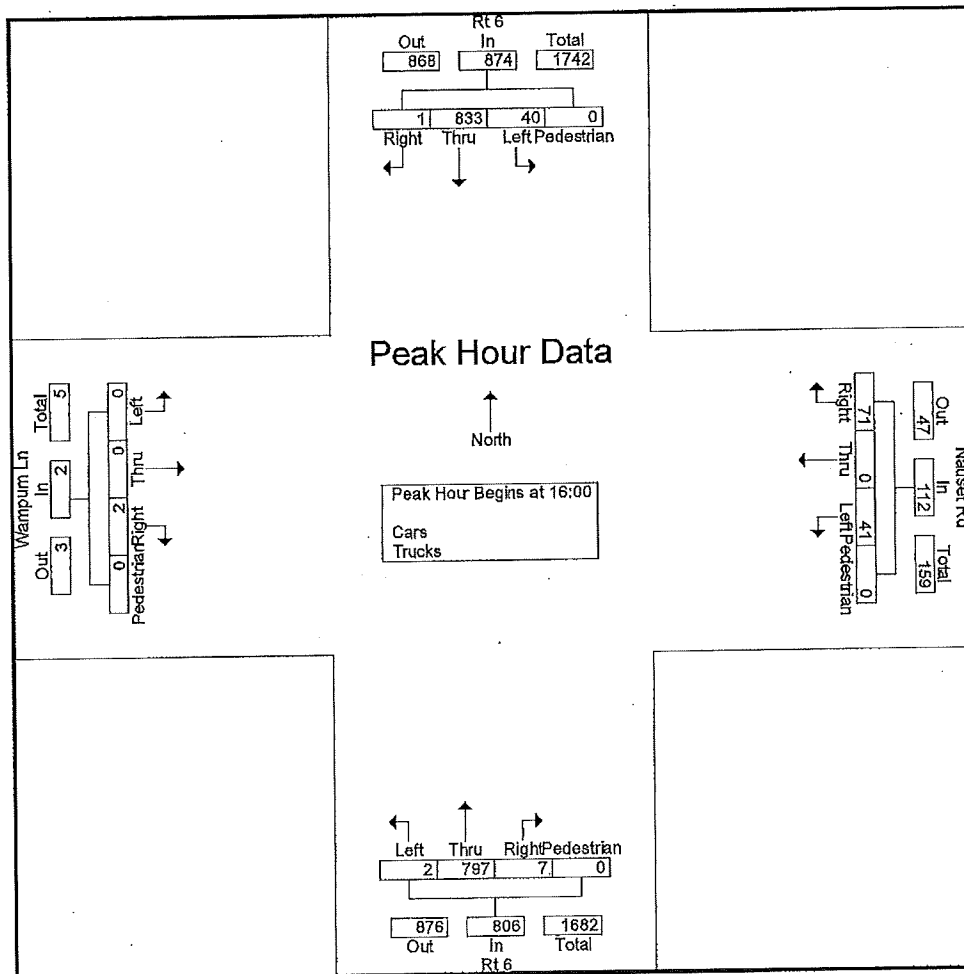 Rt 6
Out In Total
868 874 1742
1 833 40 0
Right Thru Left Pedestrian
Peak Hour Data
North
Peak Hour Begins at 16:00
Cars
Trucks
Wampum Ln
Total In Out
5 2 3
0 0 2 0
Left Thru Right Pedestrian
Right Thru Left Pedestrian
71 0 41 0
Out In Total
47 112 159
Nauset Rd
Left Thru Right Pedestrian
2 797 7 0
876 806 1682
Out In Total
Rt 6